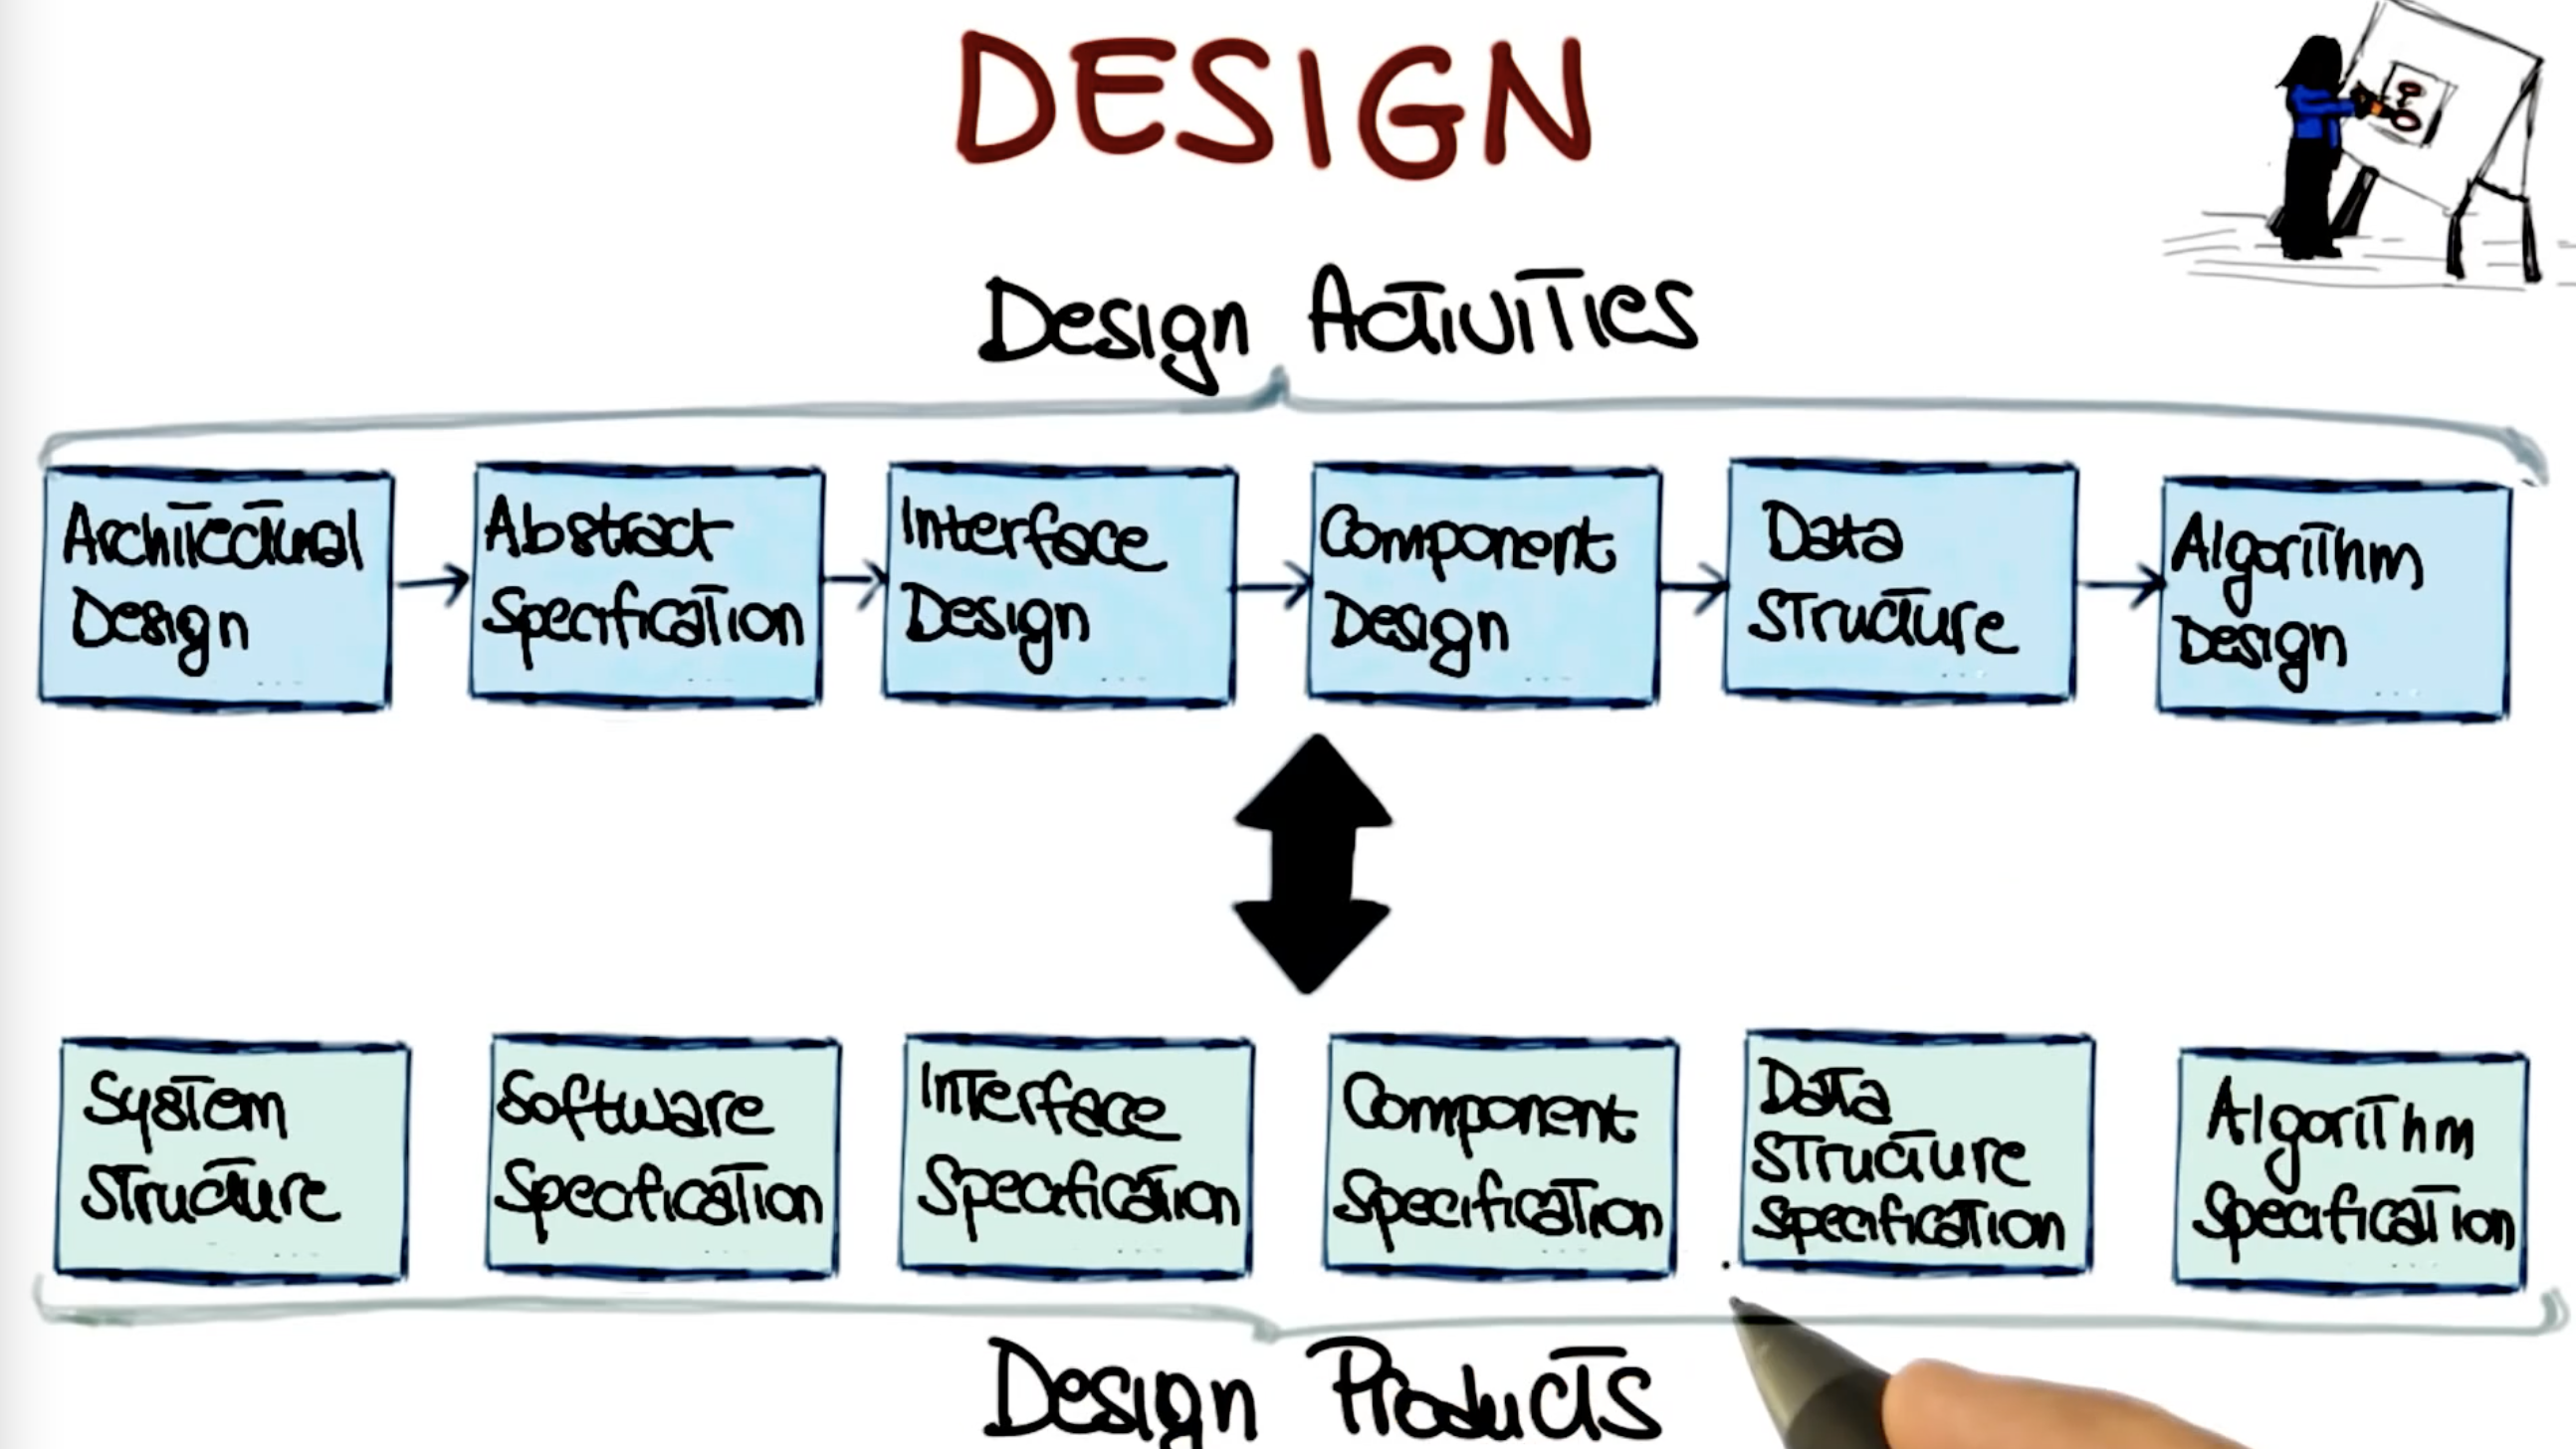 DESIGN
Design Activities
Architectural
Design
Abstract
Specification
Interface
Design
Component
Design
Data
Structure
Algorithm
Design
System
Structure
Software
Specification
Interface
Specification
Component
Specification
Data
Structure
Specification
Algorithm
Specification
Design Products